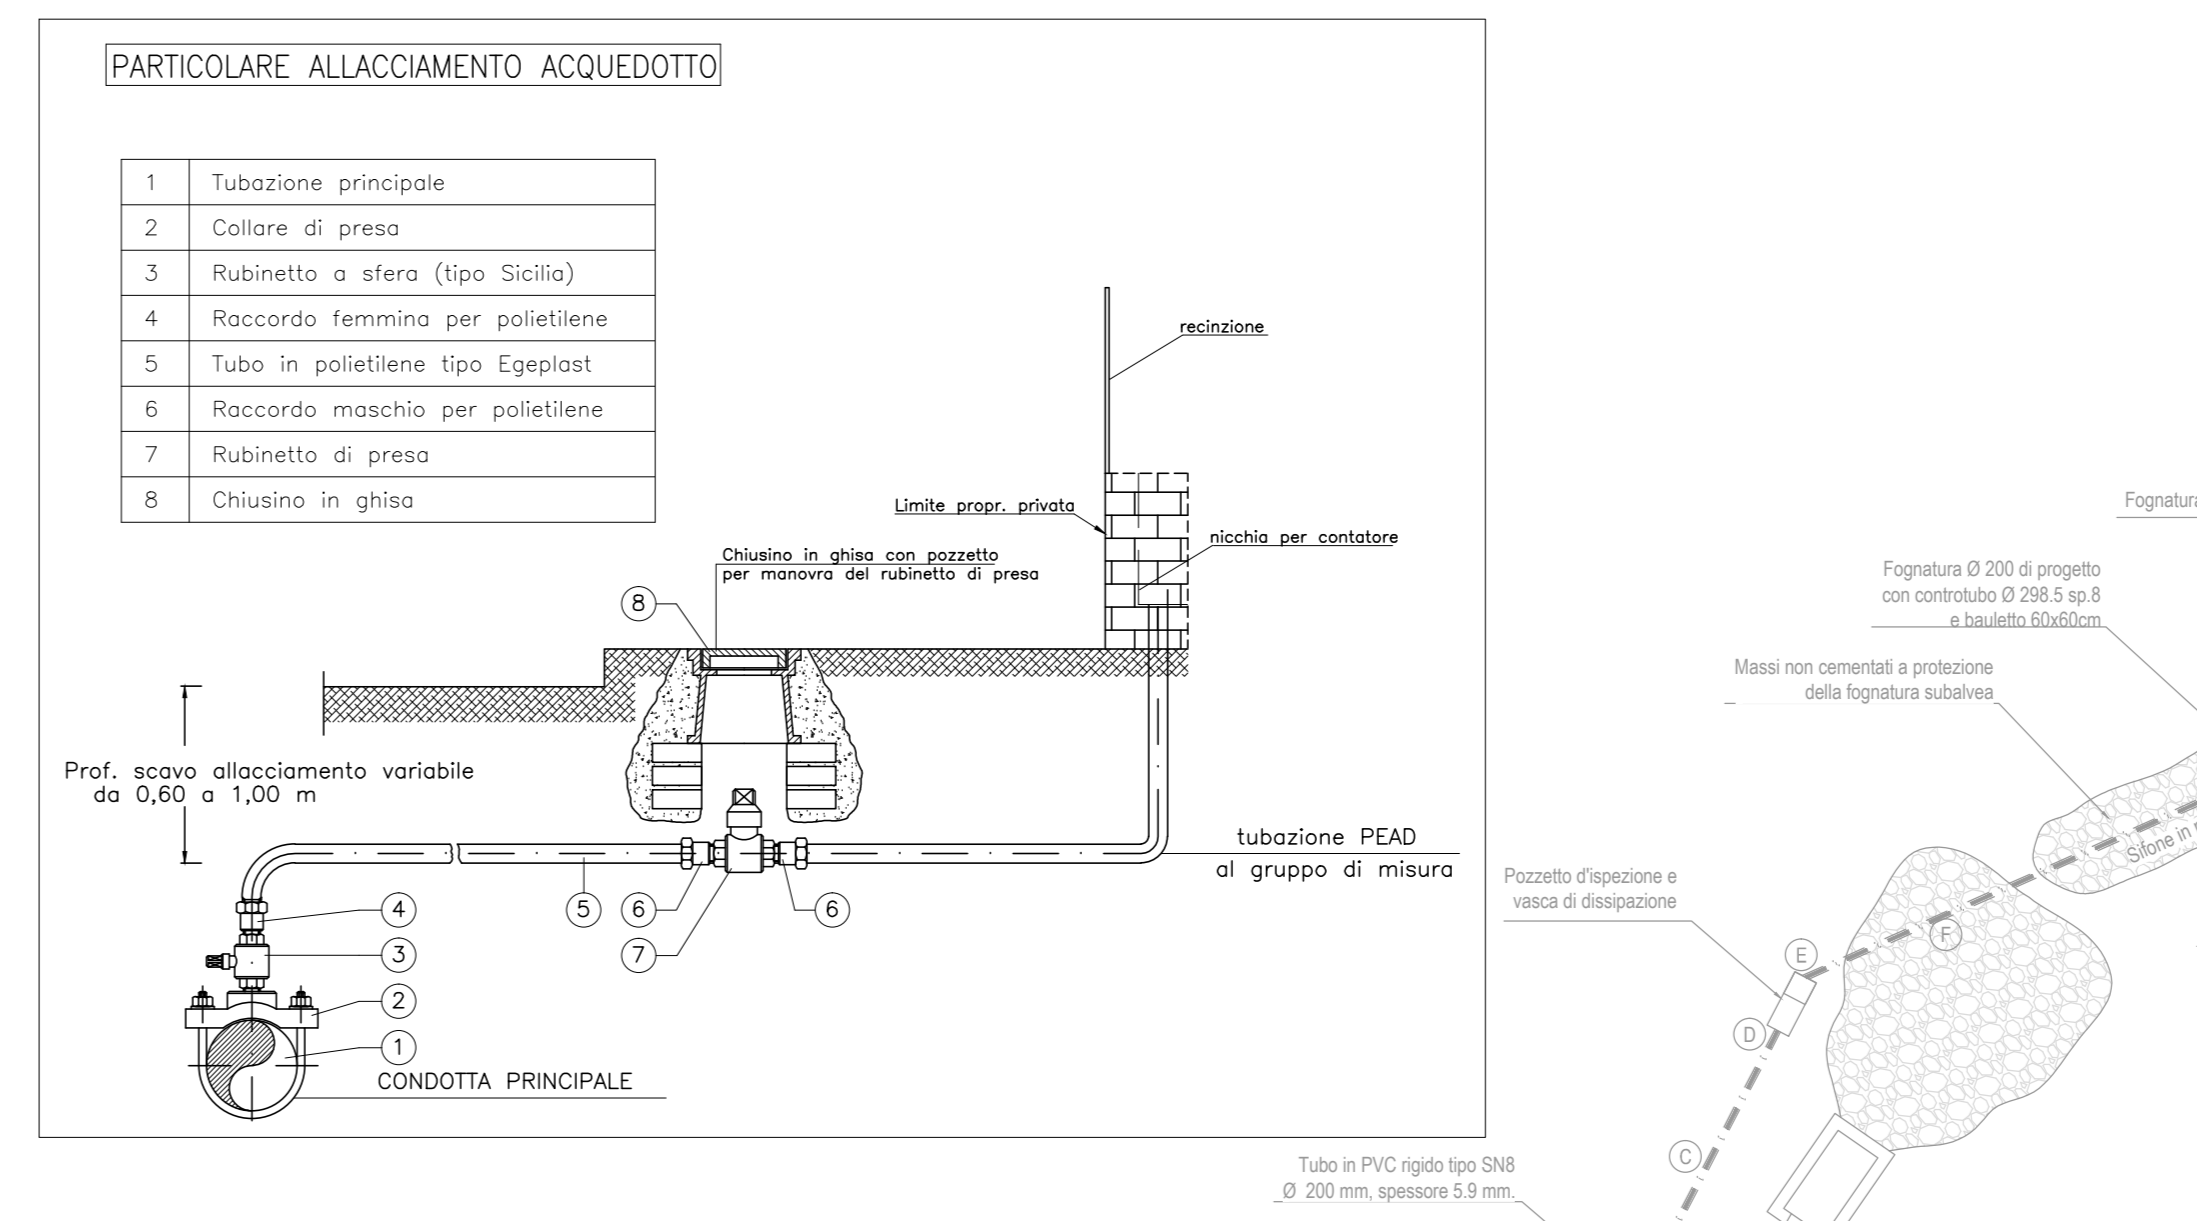 PARTICOLARE ALLACCIAMENTO ACQUEDOTTO
1 Tubazione principale
2 Collare di presa
3 Rubinetto a sfera (tipo Sicilia)
4 Raccordo femmina per polietilene
5 Tubo in polietilene tipo Egeplast
6 Raccordo maschio per polietilene
7 Rubinetto di presa
8 Chiusino in ghisa
recinzione
Limite propr. privata
nicchia per contatore
Chiusino in ghisa con pozzetto
per manovra del rubinetto di presa
8
Prof. scavo allacciamento variabile
da 0,60 a 1,00 m
tubazione PEAD
al gruppo di misura
4
5
6
6
3
7
2
1
CONDOTTA PRINCIPALE
Fognatura
Fognatura Ø 200 di progetto
con controtubo Ø 298.5 sp.8
e bauletto 60x60cm
Massi non cementati a protezione
della fognatura subalvea
Sifone in
Pozzetto d'ispezione e
vasca di dissipazione
F
E
D
C
Tubo in PVC rigido tipo SN8
Ø 200 mm, spessore 5.9 mm.